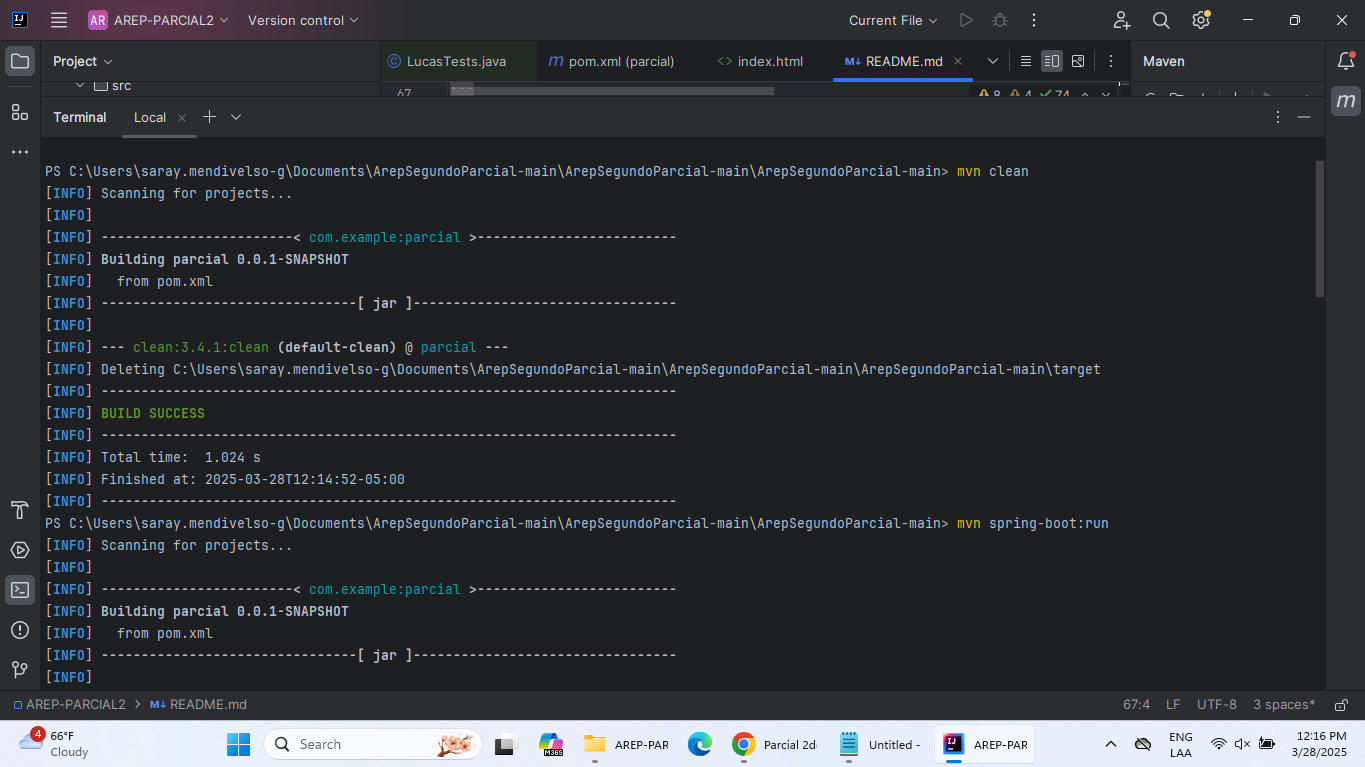 AR AREP-PARCIAL2 Version control Current File
Project LucasTests.java pom.xml (parcial) index.html README.md Maven
src 67 8 4 74
Terminal Local
PS C:\Users\saray.mendivelso-g\Documents\ArepSegundoParcial-main\ArepSegundoParcial-main\ArepSegundoParcial-main> mvn clean
[INFO] Scanning for projects...
[INFO]
[INFO] ------------------------< com.example:parcial >-------------------------
[INFO] Building parcial 0.0.1-SNAPSHOT
[INFO]   from pom.xml
[INFO] --------------------------------[ jar ]---------------------------------
[INFO]
[INFO] --- clean:3.4.1:clean (default-clean) @ parcial ---
[INFO] Deleting C:\Users\saray.mendivelso-g\Documents\ArepSegundoParcial-main\ArepSegundoParcial-main\ArepSegundoParcial-main\target
[INFO] ------------------------------------------------------------------------
[INFO] BUILD SUCCESS
[INFO] ------------------------------------------------------------------------
[INFO] Total time:  1.024 s
[INFO] Finished at: 2025-03-28T12:14:52-05:00
[INFO] ------------------------------------------------------------------------
PS C:\Users\saray.mendivelso-g\Documents\ArepSegundoParcial-main\ArepSegundoParcial-main\ArepSegundoParcial-main> mvn spring-boot:run
[INFO] Scanning for projects...
[INFO]
[INFO] ------------------------< com.example:parcial >-------------------------
[INFO] Building parcial 0.0.1-SNAPSHOT
[INFO]   from pom.xml
[INFO] --------------------------------[ jar ]---------------------------------
[INFO]
AREP-PARCIAL2 > README.md 67:4 LF UTF-8 3 spaces*
4 66°F Search M365 AREP-PAR Parcial 2d Untitled - AREP-PAR ENG 12:16 PM
Cloudy LAA 3/28/2025